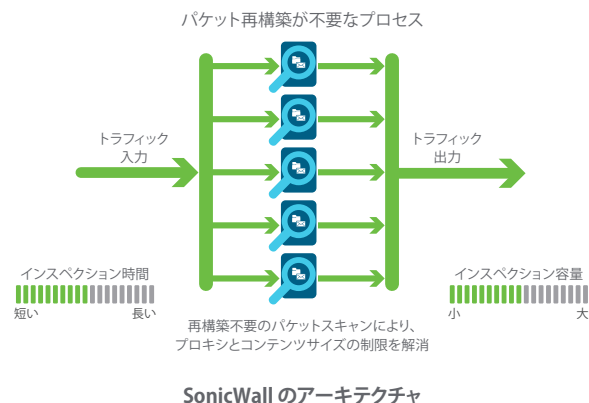 パケット再構築が不要なプロセス
トラフィック
入力
トラフィック
出力
インスペクション時間
短い
長い
インスペクション容量
小
大
再構築不要のパケットスキャンにより、
プロキシとコンテンツサイズの制限を解消
SonicWall のアーキテクチャ